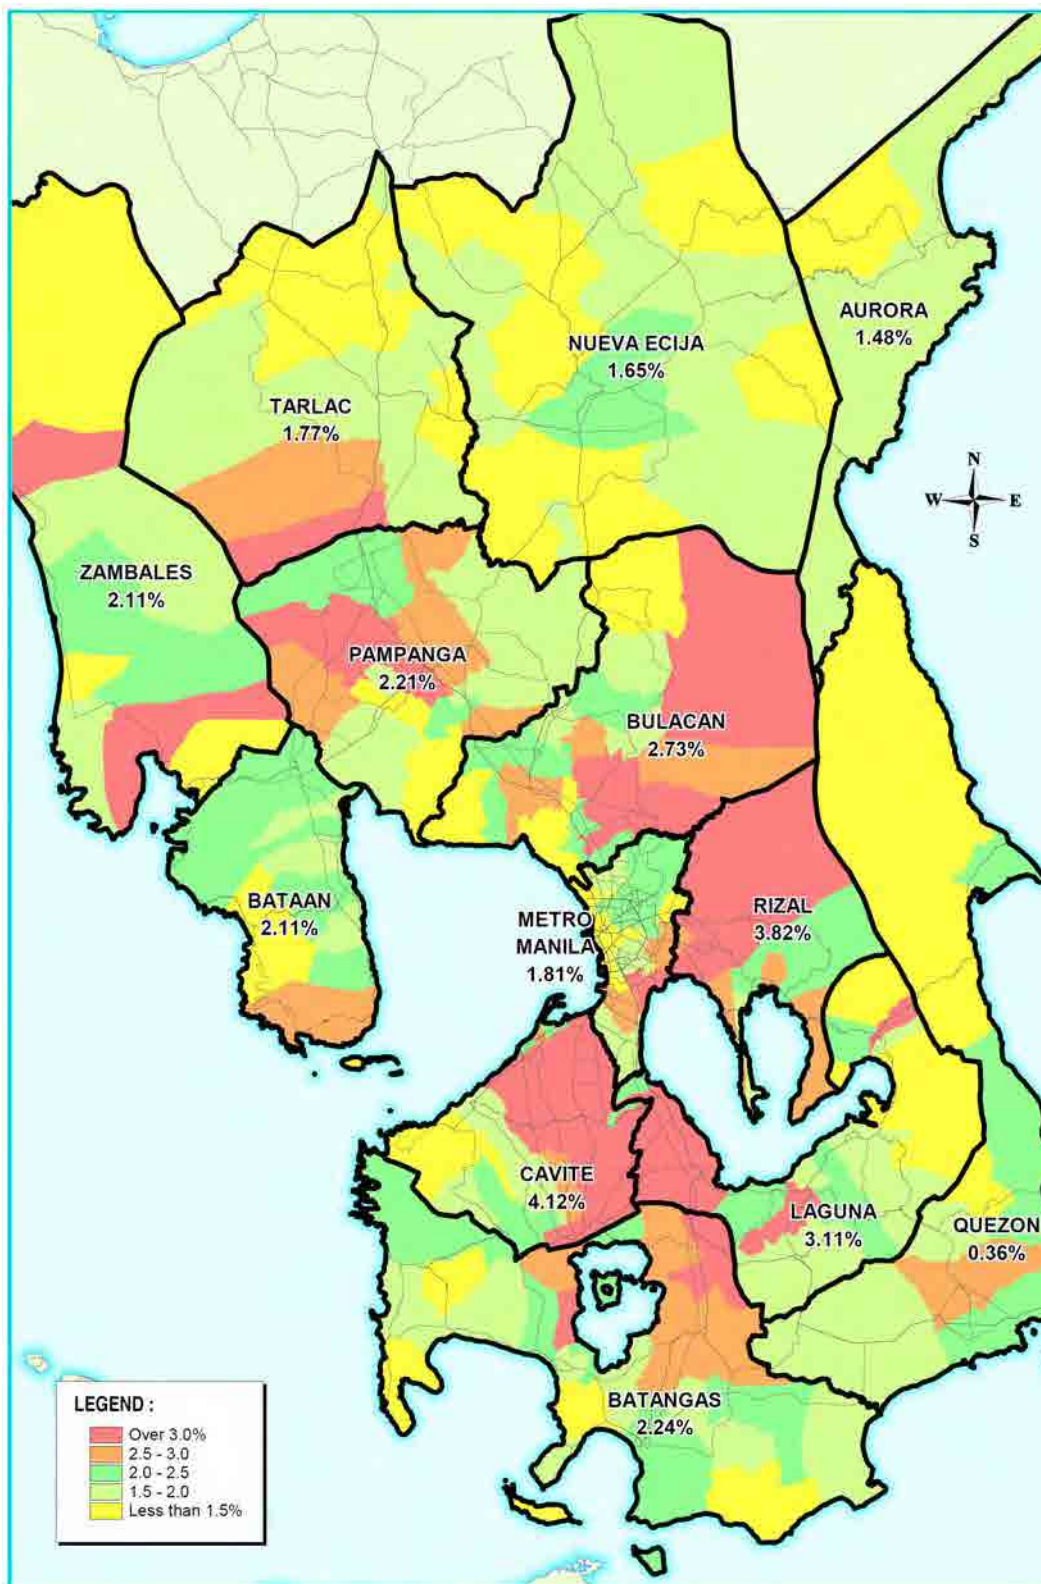 AURORA
1.48%
NUEVA ECIJA
1.65%
TARLAC
1.77%
N
W E
S
ZAMBALES
2.11%
PAMPANGA
2.21%
BULACAN
2.73%
BATAAN
2.11%
METRO
MANILA
1.81%
RIZAL
3.82%
CAVITE
4.12%
LAGUNA
3.11%
QUEZON
0.36%
BATANGAS
2.24%
LEGEND :
Over 3.0%
2.5 - 3.0
2.0 - 2.5
1.5 - 2.0
Less than 1.5%